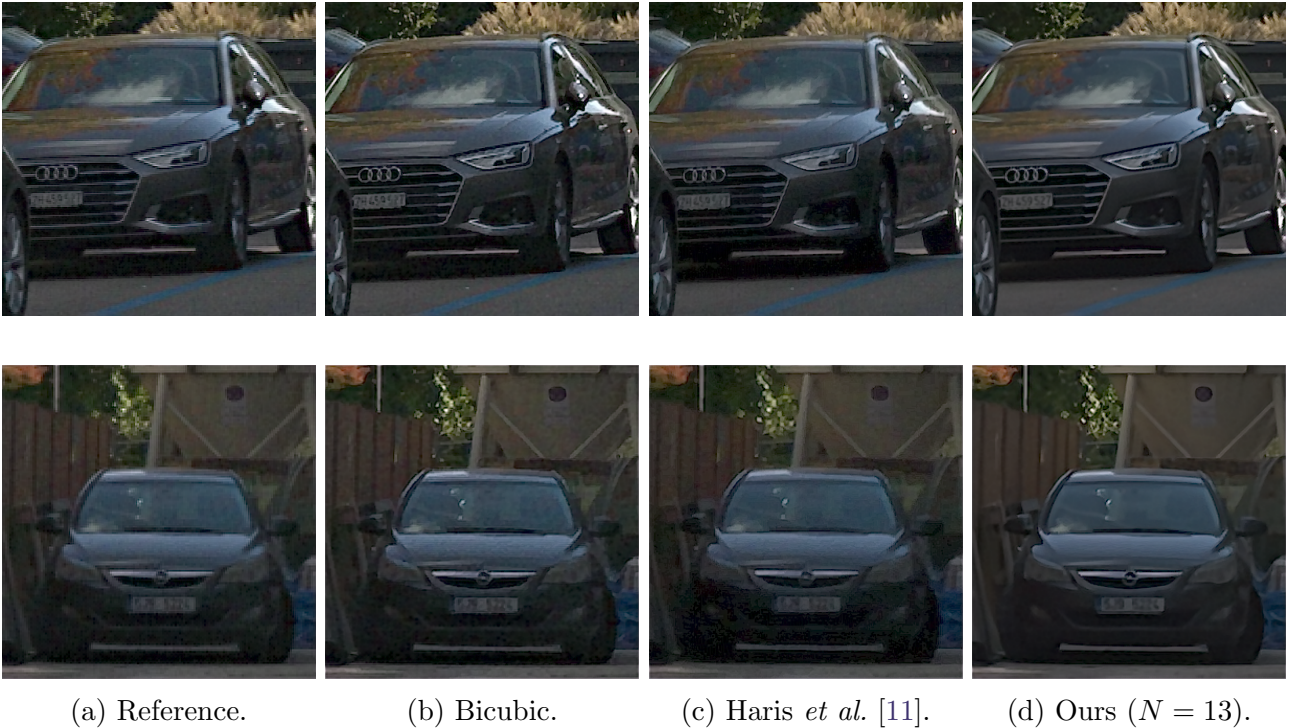 (a) Reference.
(b) Bicubic.
(c) Haris et al. [11].
(d) Ours (N = 13).